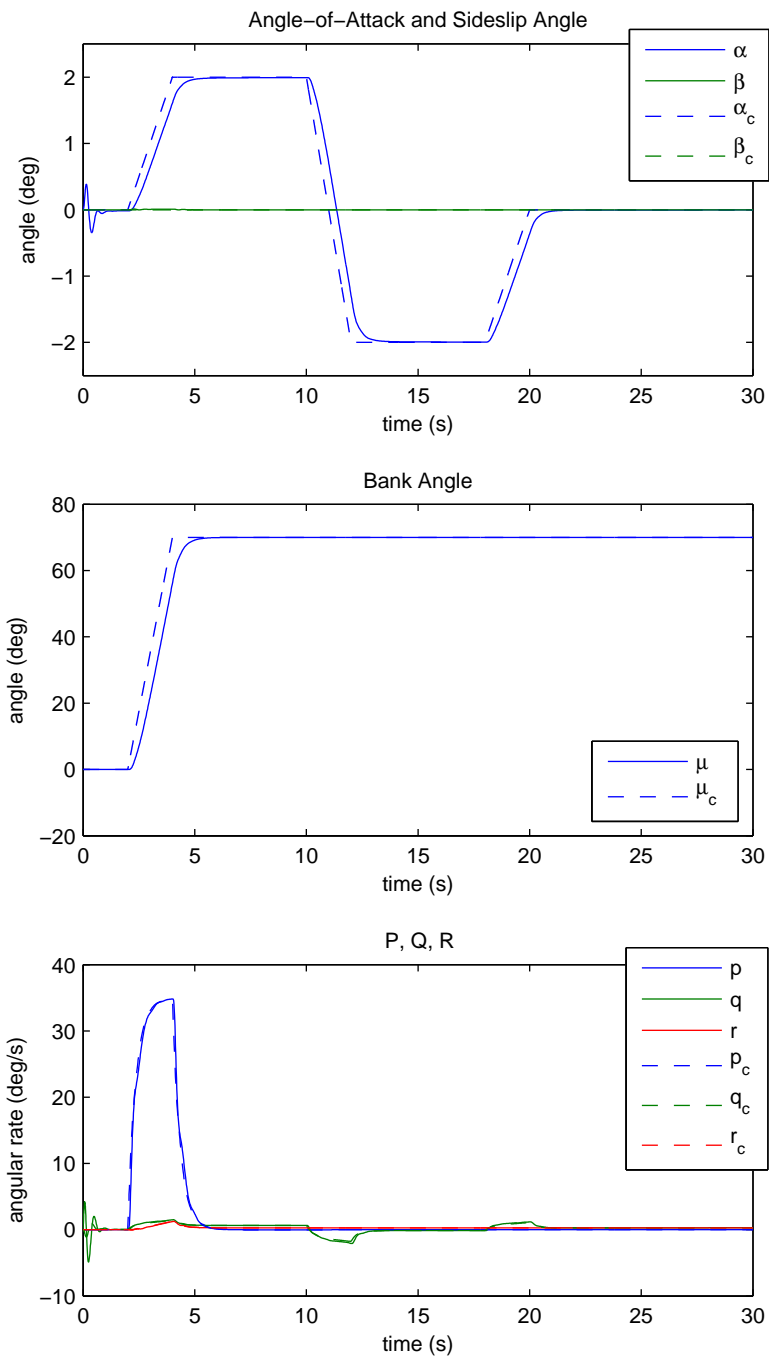 Angle−of−Attack and Sideslip Angle
α
β
α_c
β_c
2
1
0
−1
−2
angle (deg)
0 5 10 15 20 25 30
time (s)
Bank Angle
80
60
40
20
0
−20
angle (deg)
μ
μ_c
0 5 10 15 20 25 30
time (s)
P, Q, R
p
q
r
p_c
q_c
r_c
40
30
20
10
0
−10
angular rate (deg/s)
0 5 10 15 20 25 30
time (s)